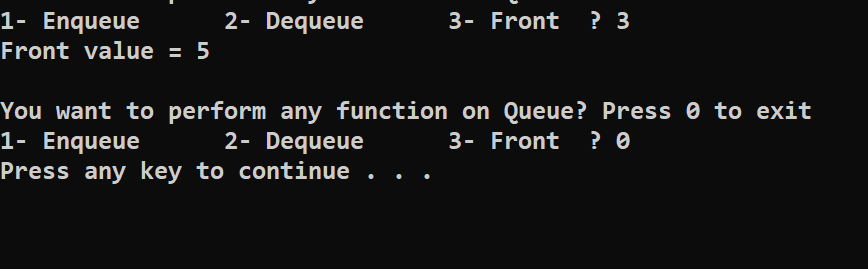 1- Enqueue      2- Dequeue      3- Front  ? 3
Front value = 5
You want to perform any function on Queue? Press 0 to exit
1- Enqueue      2- Dequeue      3- Front  ? 0
Press any key to continue . . .